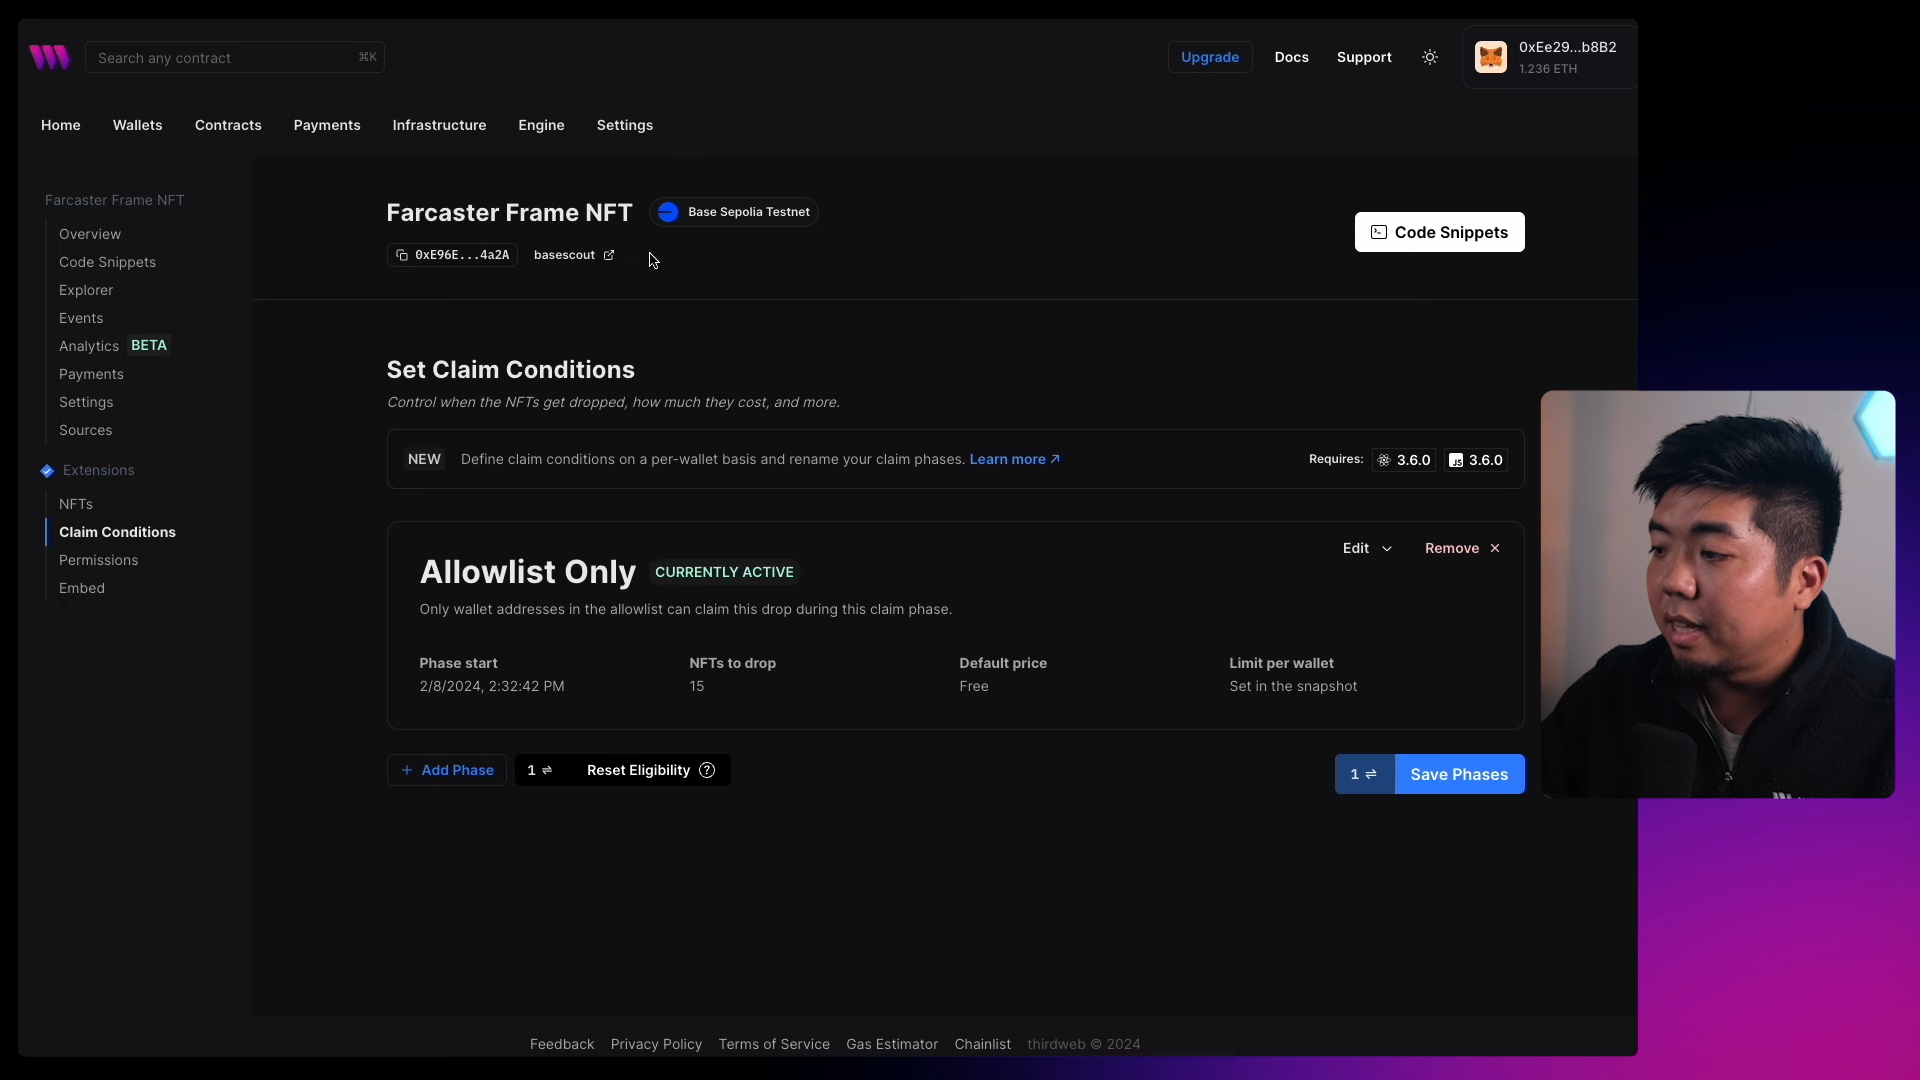 Search any contract ⌘K
Upgrade Docs Support
0xEe29...b8B2
1.236 ETH
Home Wallets Contracts Payments Infrastructure Engine Settings
Farcaster Frame NFT
Overview
Code Snippets
Explorer
Events
Analytics BETA
Payments
Settings
Sources
Extensions
NFTs
Claim Conditions
Permissions
Embed
Farcaster Frame NFT Base Sepolia Testnet
0xE96E...4a2A basescout
Code Snippets
Set Claim Conditions
Control when the NFTs get dropped, how much they cost, and more.
NEW Define claim conditions on a per-wallet basis and rename your claim phases. Learn more ↗ Requires: 3.6.0 JS 3.6.0
Edit Remove ×
Allowlist Only CURRENTLY ACTIVE
Only wallet addresses in the allowlist can claim this drop during this claim phase.
Phase start NFTs to drop Default price Limit per wallet
2/8/2024, 2:32:42 PM 15 Free Set in the snapshot
+ Add Phase 1 ⇌ Reset Eligibility ? 1 ⇌ Save Phases
Feedback Privacy Policy Terms of Service Gas Estimator Chainlist thirdweb © 2024